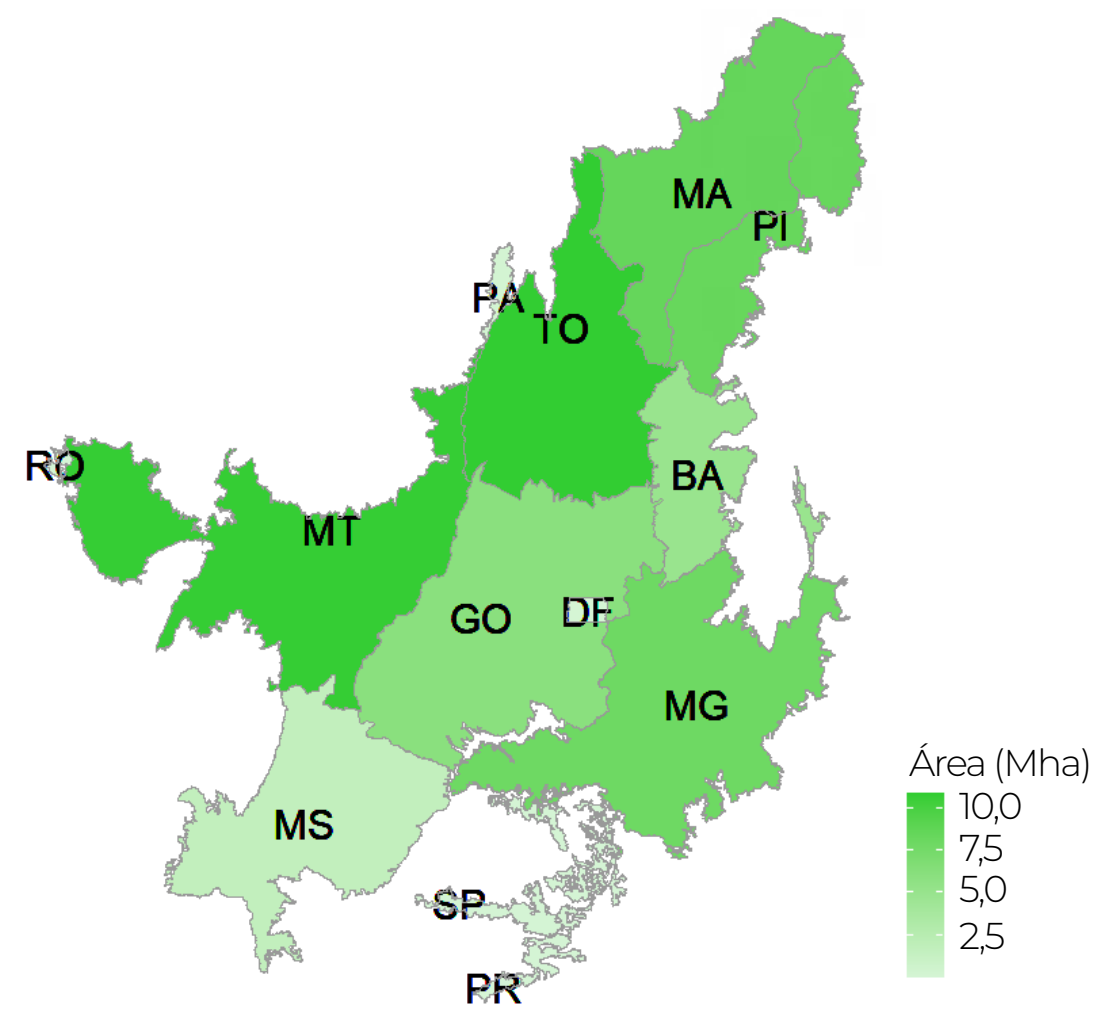 MA
PI
PA
TO
RO
BA
MT
DF
GO
MG
Área (Mha)
10,0
7,5
5,0
2,5
MS
SP
PR